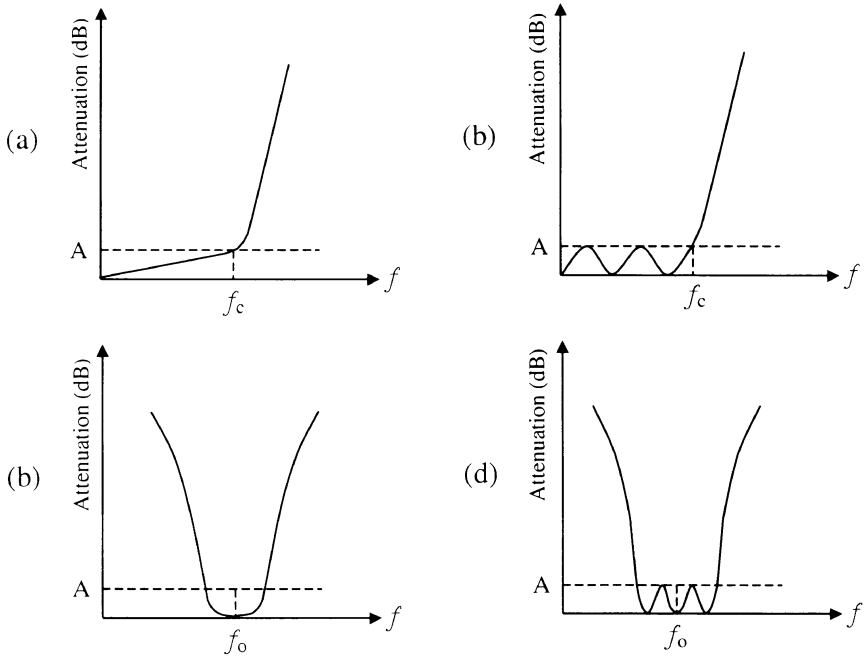 (a)
Attenuation (dB)
A
f
fc
(b)
Attenuation (dB)
A
f
fc
(b)
Attenuation (dB)
A
f
fo
(d)
Attenuation (dB)
A
f
fo